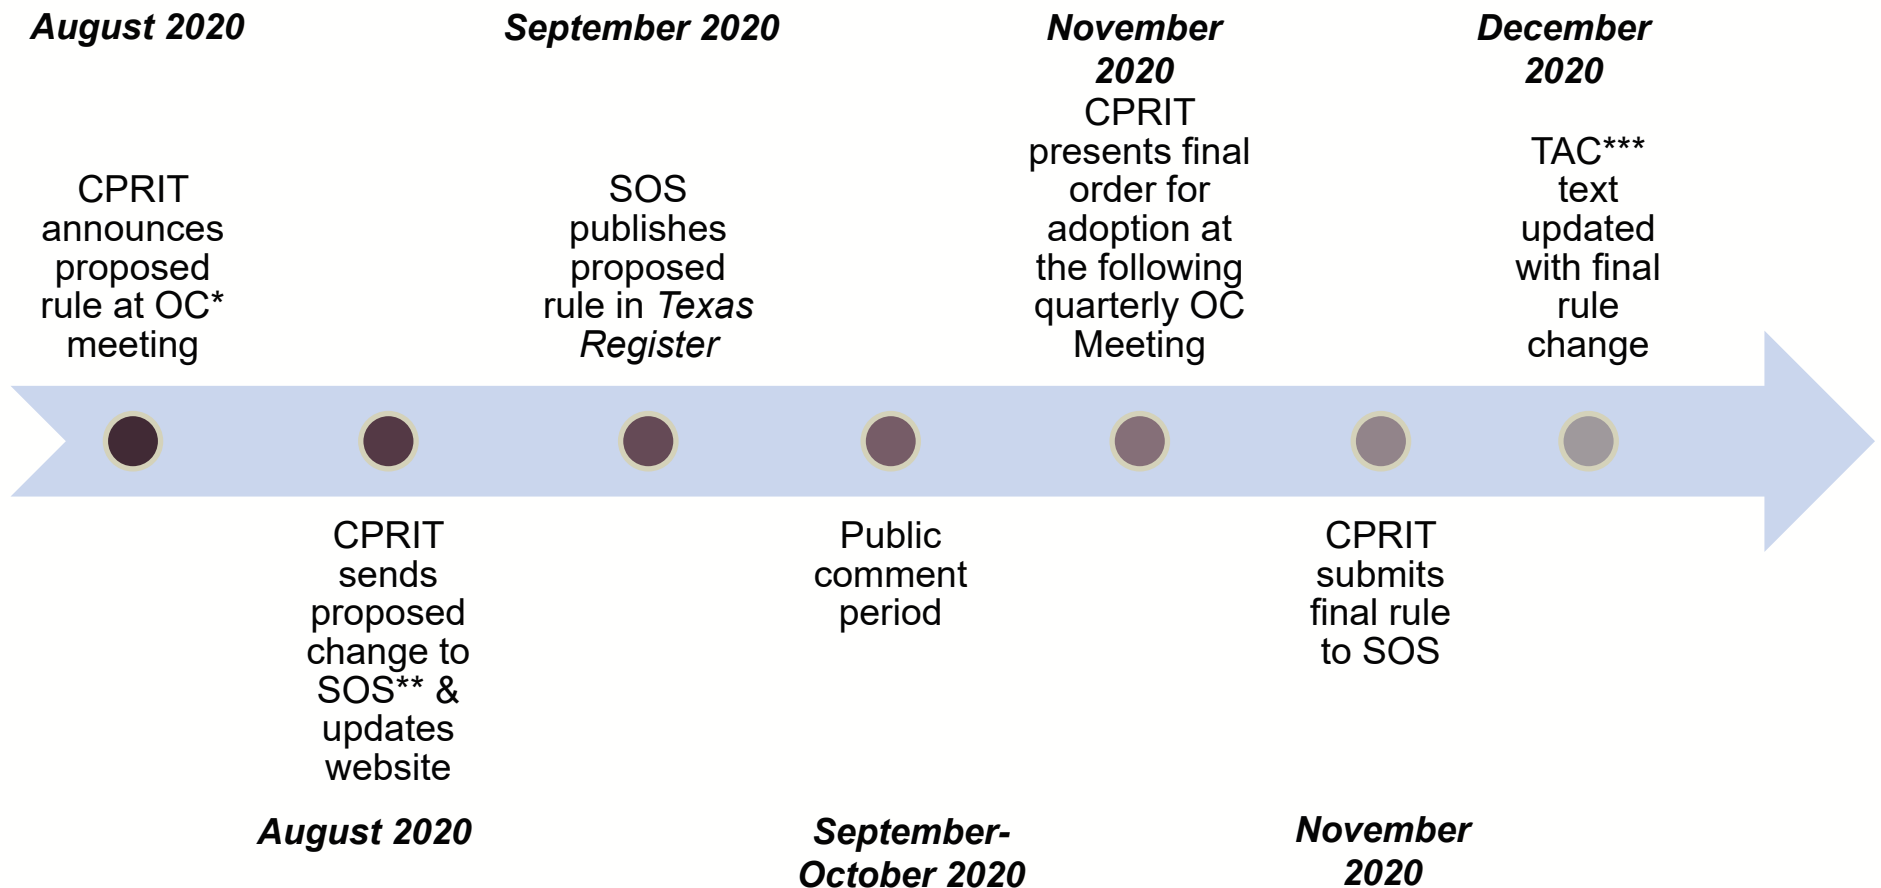 August 2020
CPRIT
announces
proposed
rule at OC*
meeting
September 2020
SOS
publishes
proposed
rule in Texas
Register
November
2020
CPRIT
presents final
order for
adoption at
the following
quarterly OC
Meeting
December
2020
TAC***
text
updated
with final
rule
change
CPRIT
sends
proposed
change to
SOS** &
updates
website
August 2020
Public
comment
period
September-
October 2020
CPRIT
submits
final rule
to SOS
November
2020